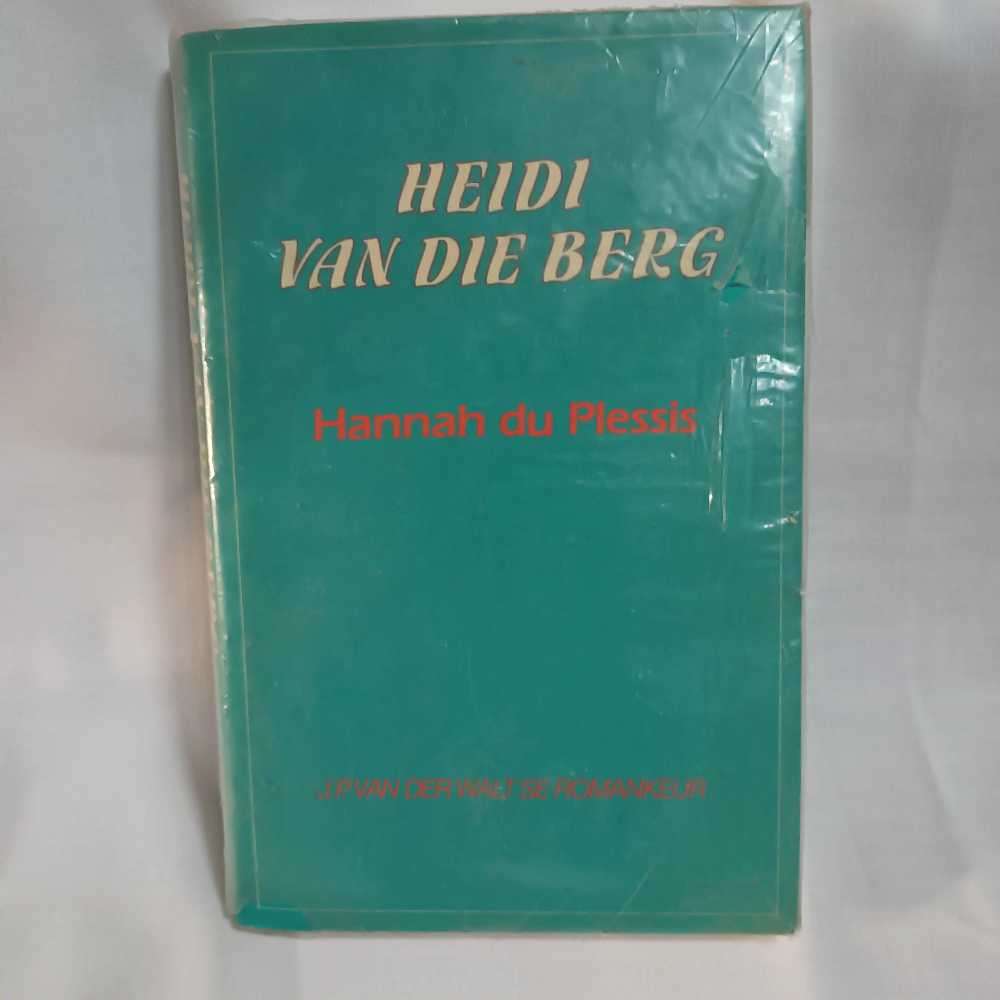 HEIDI
VAN DIE BERG
Hannah du Plessis
J P VAN DER WALT SE ROMANKEUR